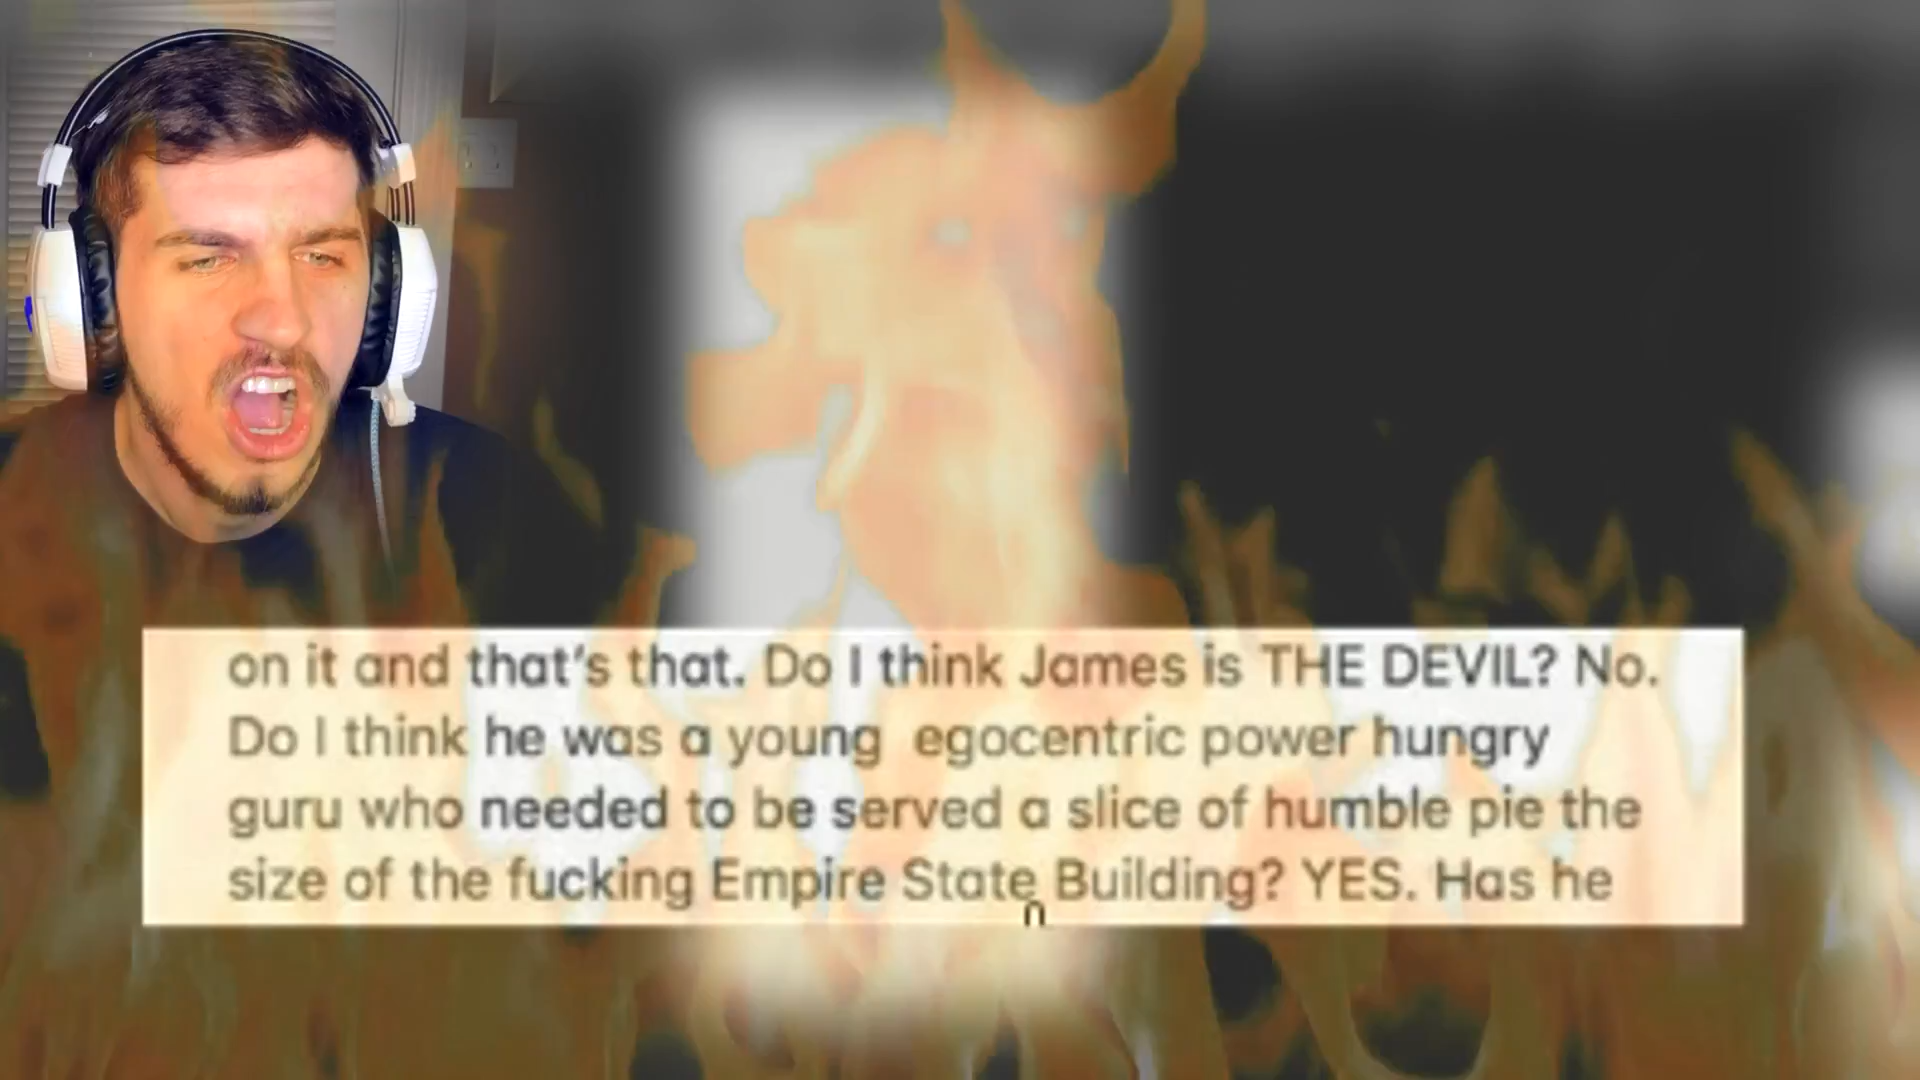 on it and that's that. Do I think James is THE DEVIL? No.
Do I think he was a young egocentric power hungry
guru who needed to be served a slice of humble pie the
size of the fucking Empire State Building? YES. Has he